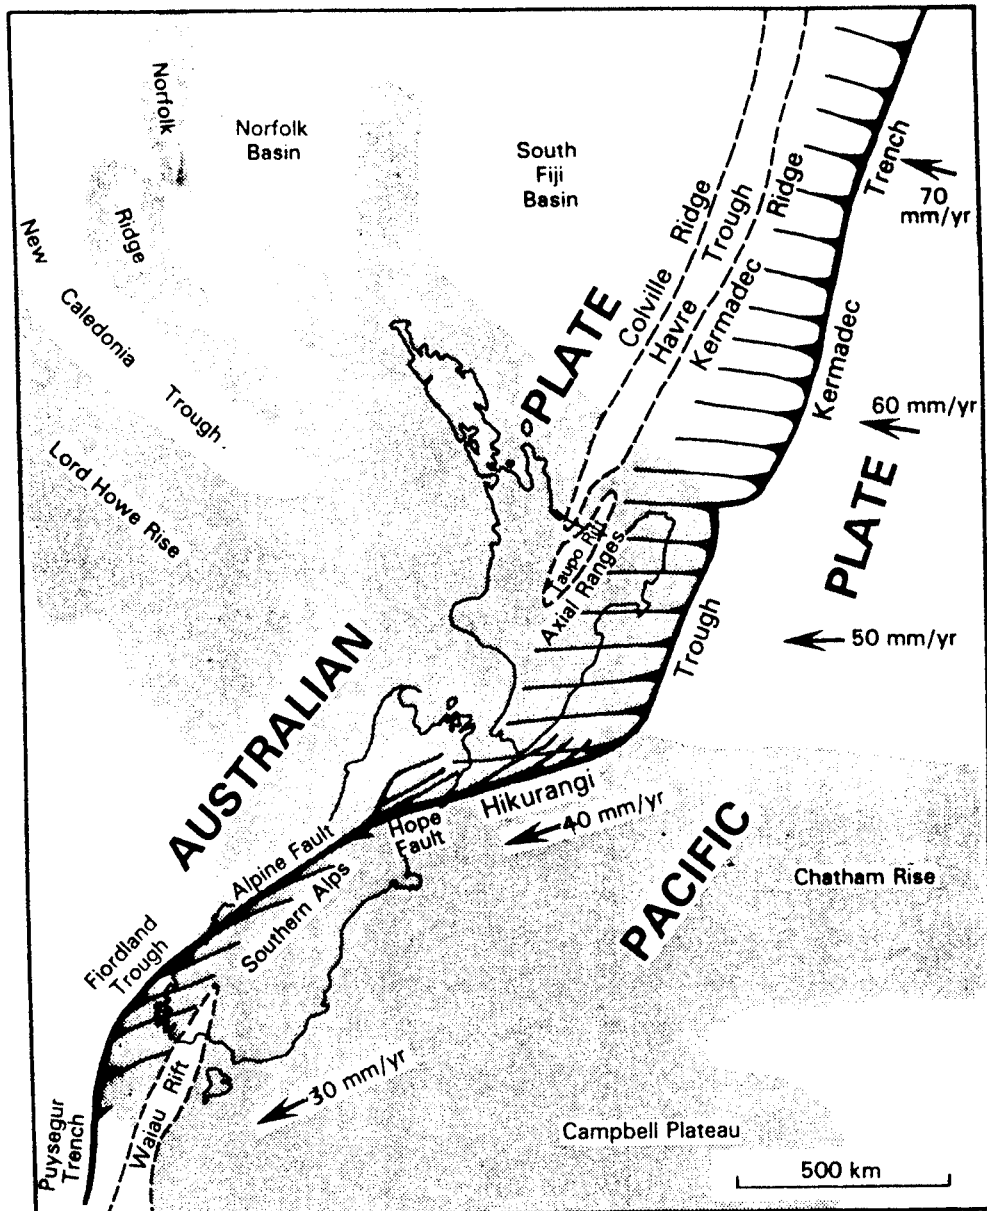 Norfolk
Ridge
Norfolk
Basin
South
Fiji
Basin
New
Caledonia
Trough
Lord Howe Rise
Colville Ridge
Havre Trough
Kermadec Ridge
Kermadec Trench
70
mm/yr
60 mm/yr
50 mm/yr
40 mm/yr
30 mm/yr
AUSTRALIAN PLATE
PACIFIC PLATE
Taupo Rift
Axial Ranges
Hikurangi Trough
Hope
Fault
Alpine Fault
Southern Alps
Fiordland
Trough
Puysegur
Trench
Waiau Rift
Chatham Rise
Campbell Plateau
500 km